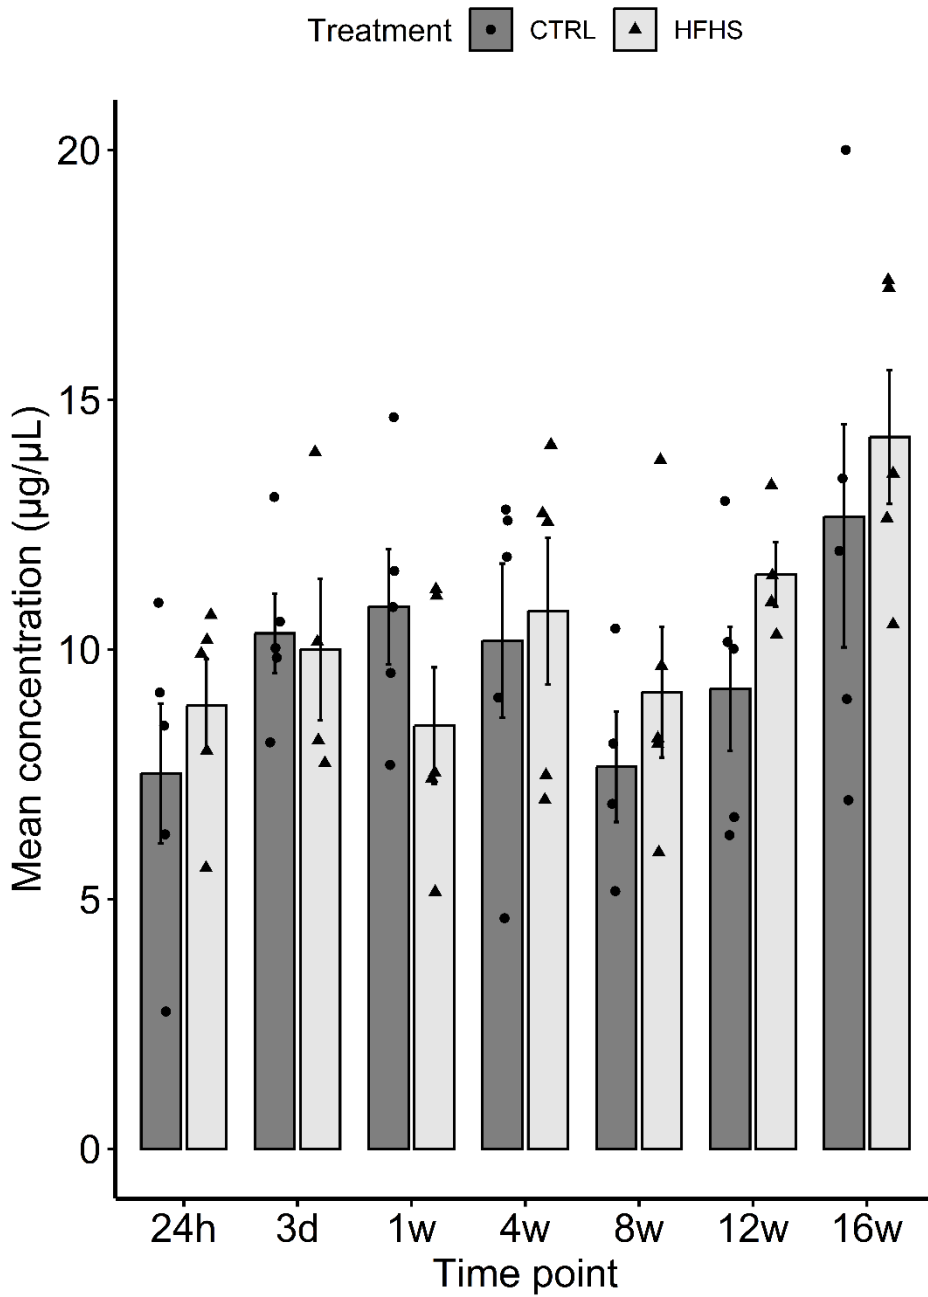 Treatment CTRL HFHS
Mean concentration (µg/µL)
20
15
10
5
0
24h 3d 1w 4w 8w 12w 16w
Time point